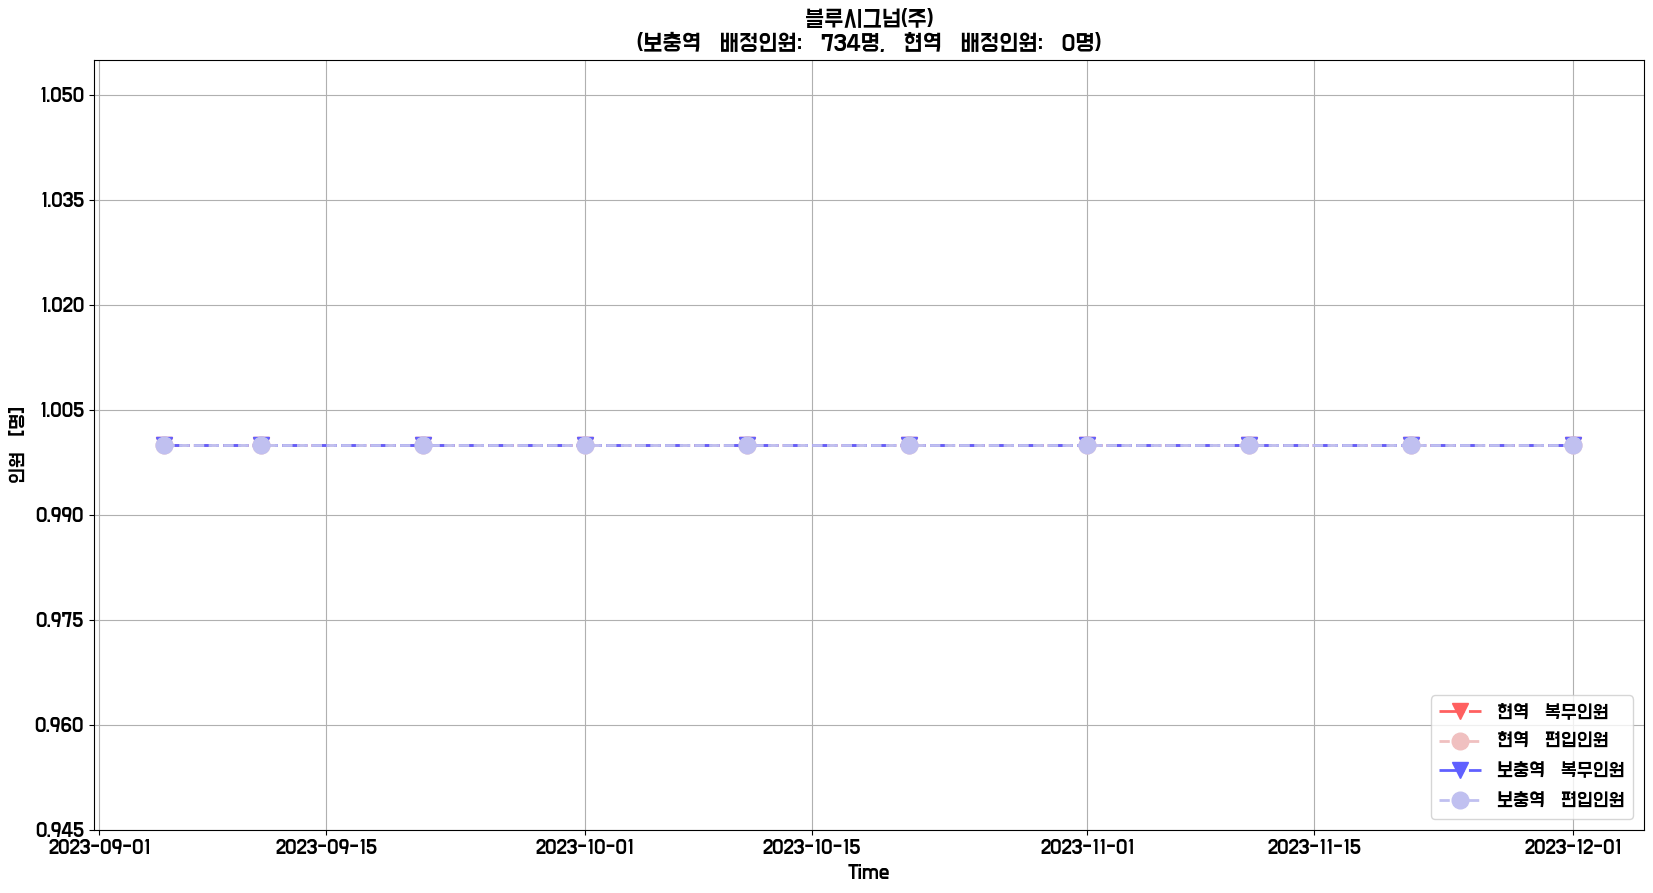 블루시그넘(주)
(보충역 배정인원: 734명, 현역 배정인원: 0명)
1.050
1.035
1.020
1.005
0.990
0.975
0.960
0.945
인원 [명]
현역 복무인원
현역 편입인원
보충역 복무인원
보충역 편입인원
2023-09-01 2023-09-15 2023-10-01 2023-10-15 2023-11-01 2023-11-15 2023-12-01
Time